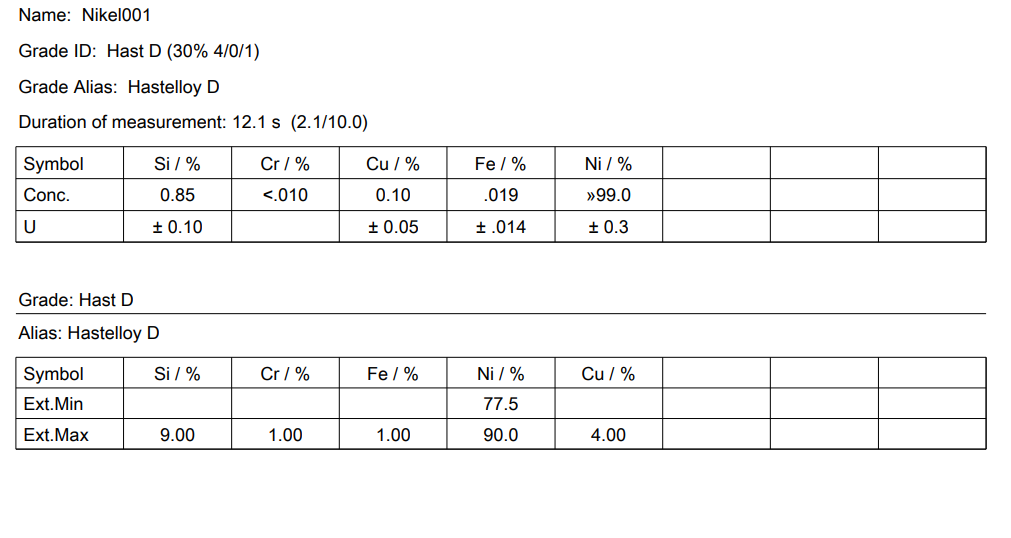 Name: Nikel001
Grade ID: Hast D (30% 4/0/1)
Grade Alias: Hastelloy D
Duration of measurement: 12.1 s (2.1/10.0)
Symbol Si / % Cr / % Cu / % Fe / % Ni / %
Conc. 0.85 <.010 0.10 .019 »99.0
U ± 0.10 ± 0.05 ± .014 ± 0.3
Grade: Hast D
Alias: Hastelloy D
Symbol Si / % Cr / % Fe / % Ni / % Cu / %
Ext.Min 77.5
Ext.Max 9.00 1.00 1.00 90.0 4.00